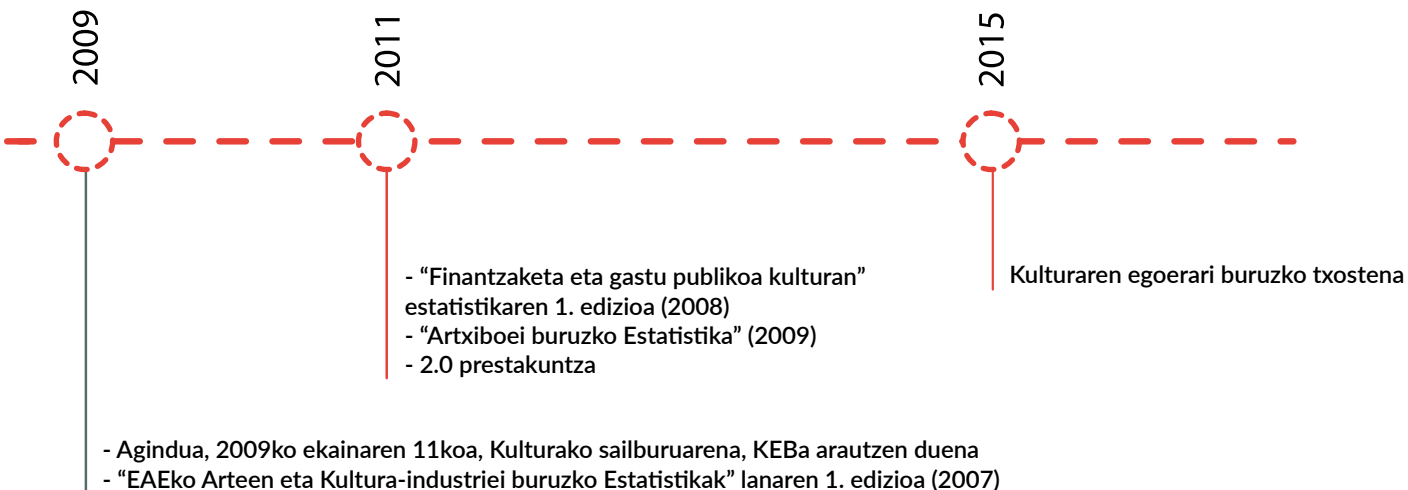 2009
2011
2015
- “Finantzaketa eta gastu publikoa kulturan”
estatistikaren 1. edizioa (2008)
- “Artxiboei buruzko Estatistika” (2009)
- 2.0 prestakuntza
Kulturaren egoerari buruzko txostena
- Agindua, 2009ko ekainaren 11koa, Kulturako sailburuarena, KEBa arautzen duena
- “EAEko Arteen eta Kultura-industriei buruzko Estatistikak” lanaren 1. edizioa (2007)